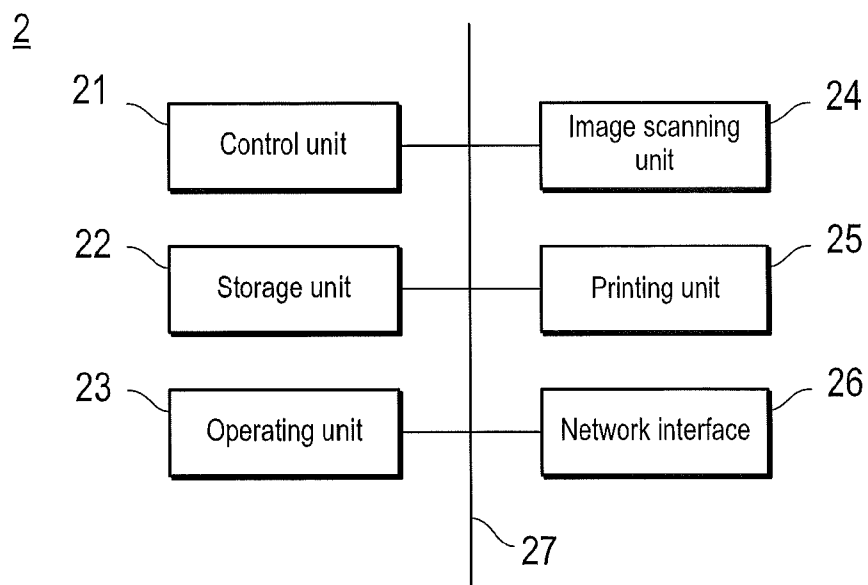 2
21
Control unit
24
Image scanning
unit
22
Storage unit
25
Printing unit
23
Operating unit
26
Network interface
27